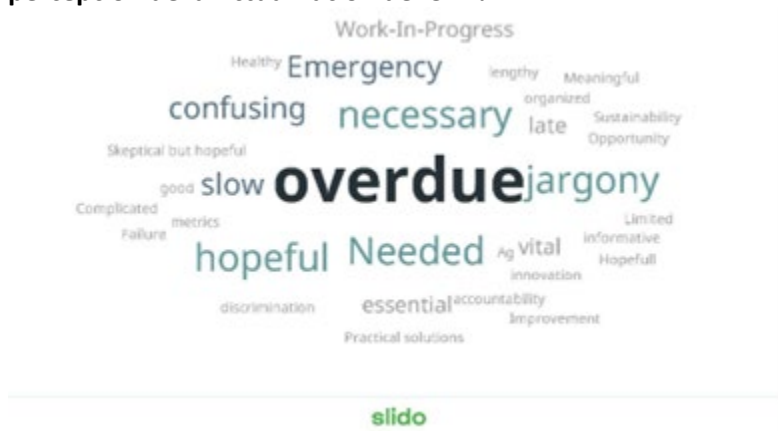 Work-In-Progress
Healthy Emergency lengthy Meaningful
organized
confusing necessary late Sustainability
Opportunity
Skeptical but hopeful
good slow overdue jargony
Complicated
metrics
Failure
Limited
informative
hopeful Needed Ag vital Hopefull
innovation
discrimination essential accountability
Improvement
Practical solutions
slido